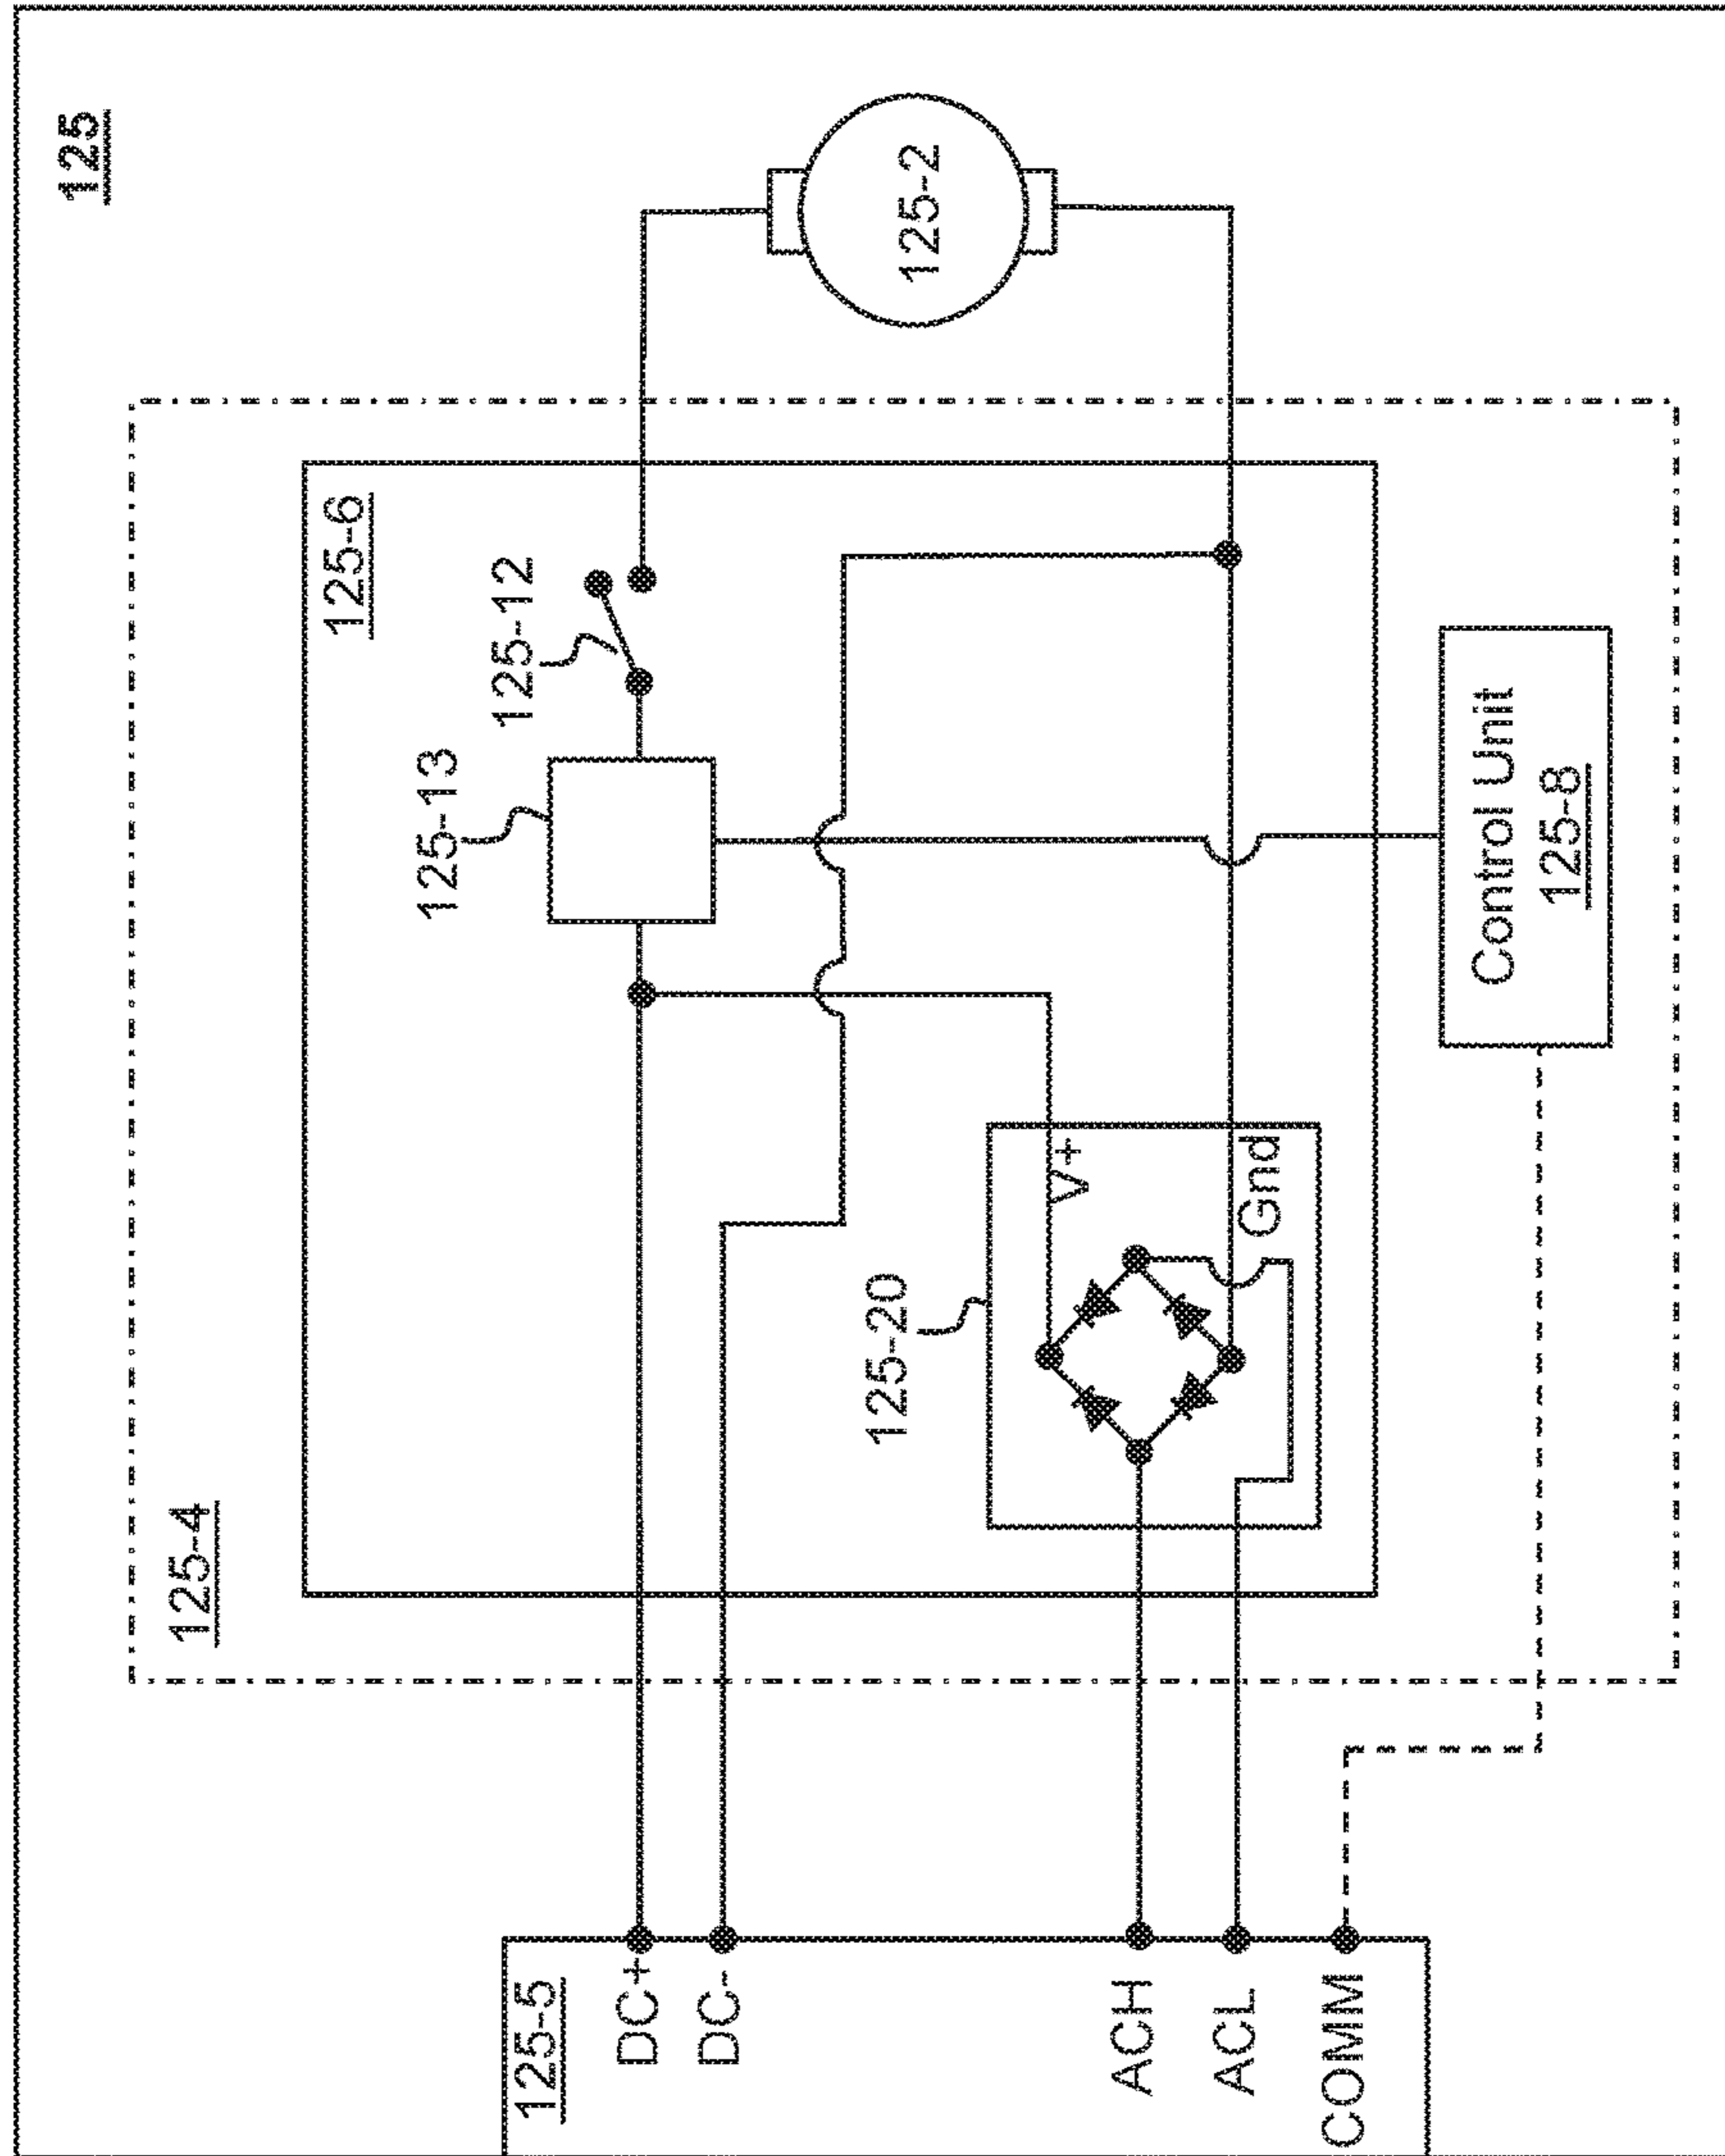 125
125-4
125-6
125-12
125-13
125-2
125-20
V+
Gnd
Control Unit
125-8
125-5
DC+
DC-
ACH
ACL
COMM